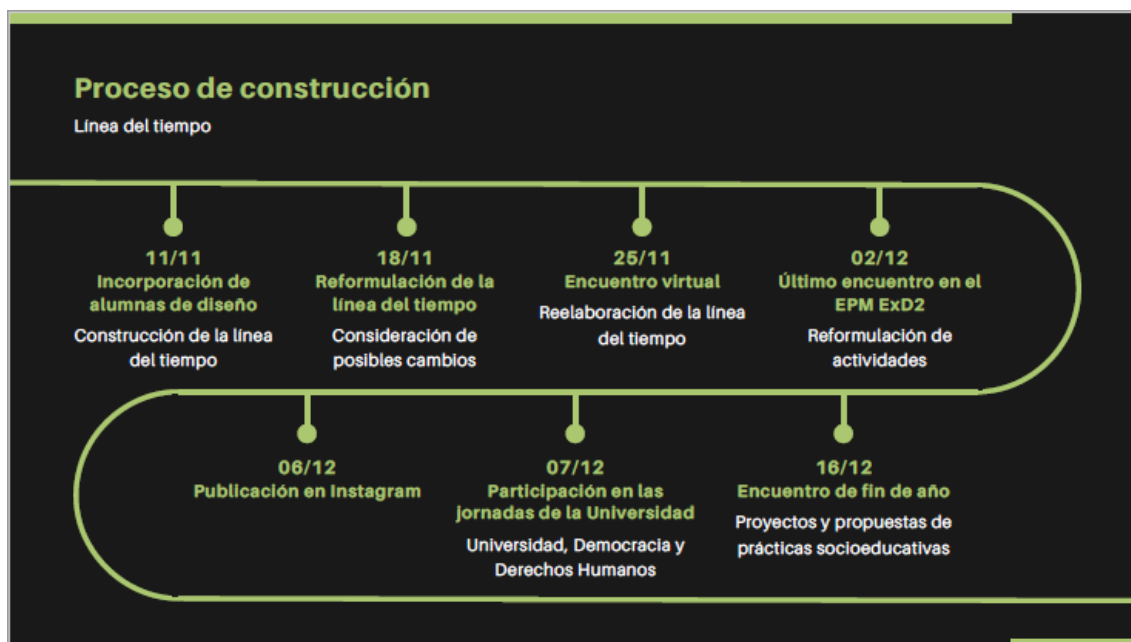 Proceso de construcción
Línea del tiempo
11/11
Incorporación de
alumnas de diseño
Construcción de la línea
del tiempo
18/11
Reformulación de la
línea del tiempo
Consideración de
posibles cambios
25/11
Encuentro virtual
Reelaboración de la línea
del tiempo
02/12
Último encuentro en el
EPM ExD2
Reformulación de
actividades
06/12
Publicación en Instagram
07/12
Participación en las
jornadas de la Universidad
Universidad, Democracia y
Derechos Humanos
16/12
Encuentro de fin de año
Proyectos y propuestas de
prácticas socioeducativas